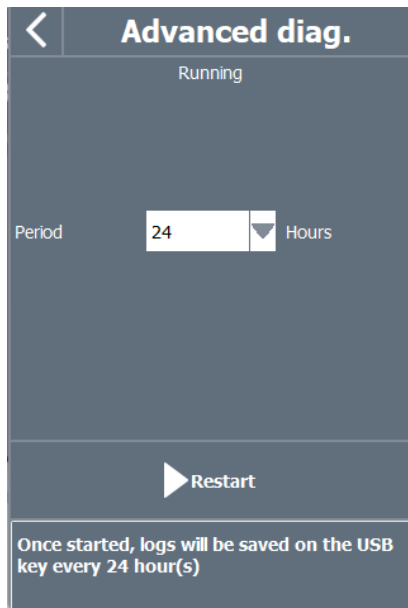 Advanced diag.
Running
Period 24 Hours
Restart
Once started, logs will be saved on the USB
key every 24 hour(s)